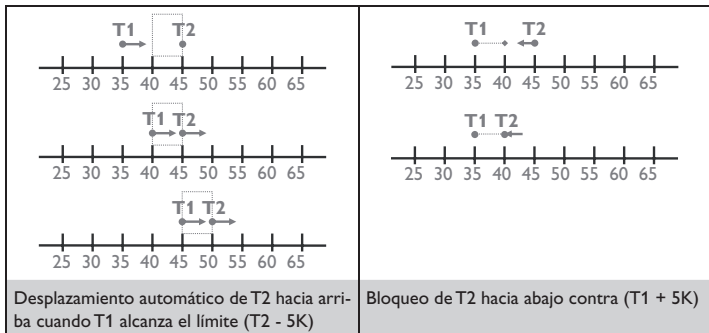 T1 T2
25 30 35 40 45 50 55 60 65
T1 T2
25 30 35 40 45 50 55 60 65
T1 T2
25 30 35 40 45 50 55 60 65
Desplazamiento automático de T2 hacia arri-
ba cuando T1 alcanza el límite (T2 - 5K)
T1 T2
25 30 35 40 45 50 55 60 65
T1 T2
25 30 35 40 45 50 55 60 65
Bloqueo de T2 hacia abajo contra (T1 + 5K)